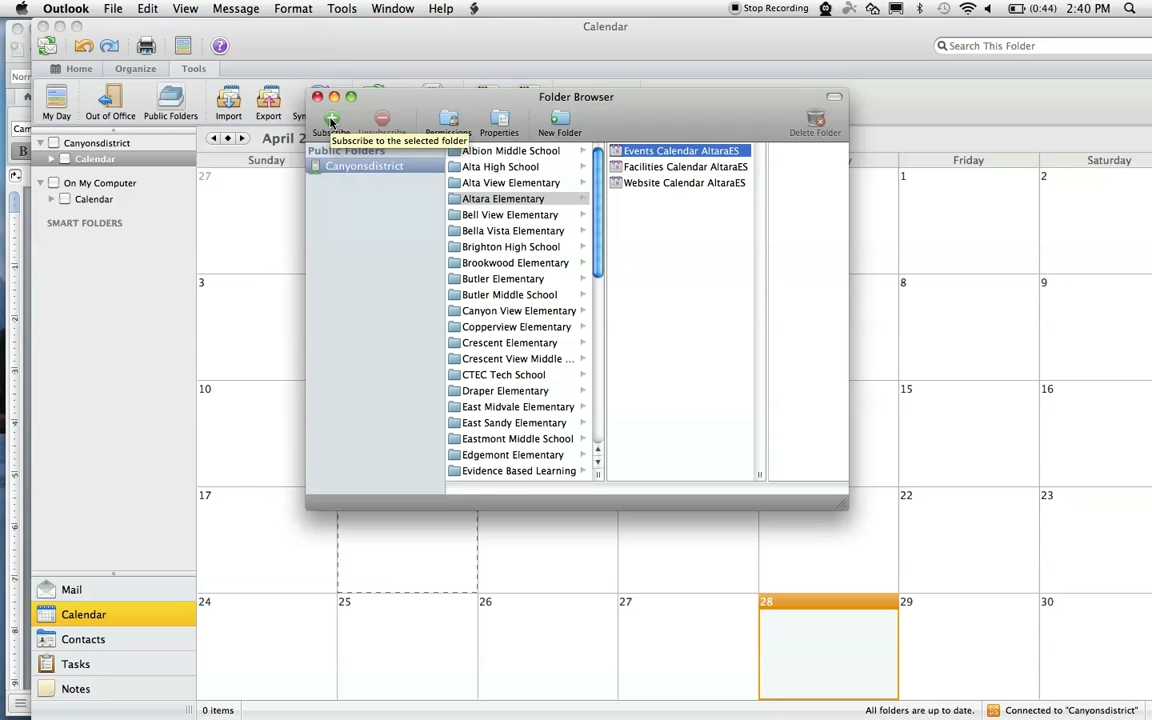 Outlook File Edit View Message Format Tools Window Help
Stop Recording (0:44) 2:40 PM
Calendar
Search This Folder
Home Organize Tools
My Day Out of Office Public Folders Import Export
Folder Browser
Subscribe Unsubscribe Permissions Properties New Folder Delete Folder
Subscribe to the selected folder
Public Folders
Canyonsdistrict
Albion Middle School
Alta High School
Alta View Elementary
Altara Elementary
Bell View Elementary
Bella Vista Elementary
Brighton High School
Brookwood Elementary
Butler Elementary
Butler Middle School
Canyon View Elementary
Copperview Elementary
Crescent Elementary
Crescent View Middle ...
CTEC Tech School
Draper Elementary
East Midvale Elementary
East Sandy Elementary
Eastmont Middle School
Edgemont Elementary
Evidence Based Learning
Events Calendar AltaraES
Facilities Calendar AltaraES
Website Calendar AltaraES
Canyonsdistrict
Calendar
On My Computer
Calendar
SMART FOLDERS
Mail
Calendar
Contacts
Tasks
Notes
April 2
Sunday Friday Saturday
27 1 2
3 8 9
10 15 16
17 22 23
24 25 26 27 28 29 30
0 items All folders are up to date. Connected to "Canyonsdistrict"